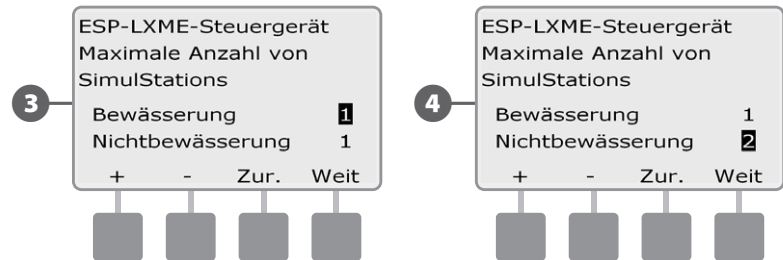 3
ESP-LXME-Steuergerät
Maximale Anzahl von
SimulStations
Bewässerung 1
Nichtbewässerung 1
+ - Zur. Weit
4
ESP-LXME-Steuergerät
Maximale Anzahl von
SimulStations
Bewässerung 1
Nichtbewässerung 2
+ - Zur. Weit